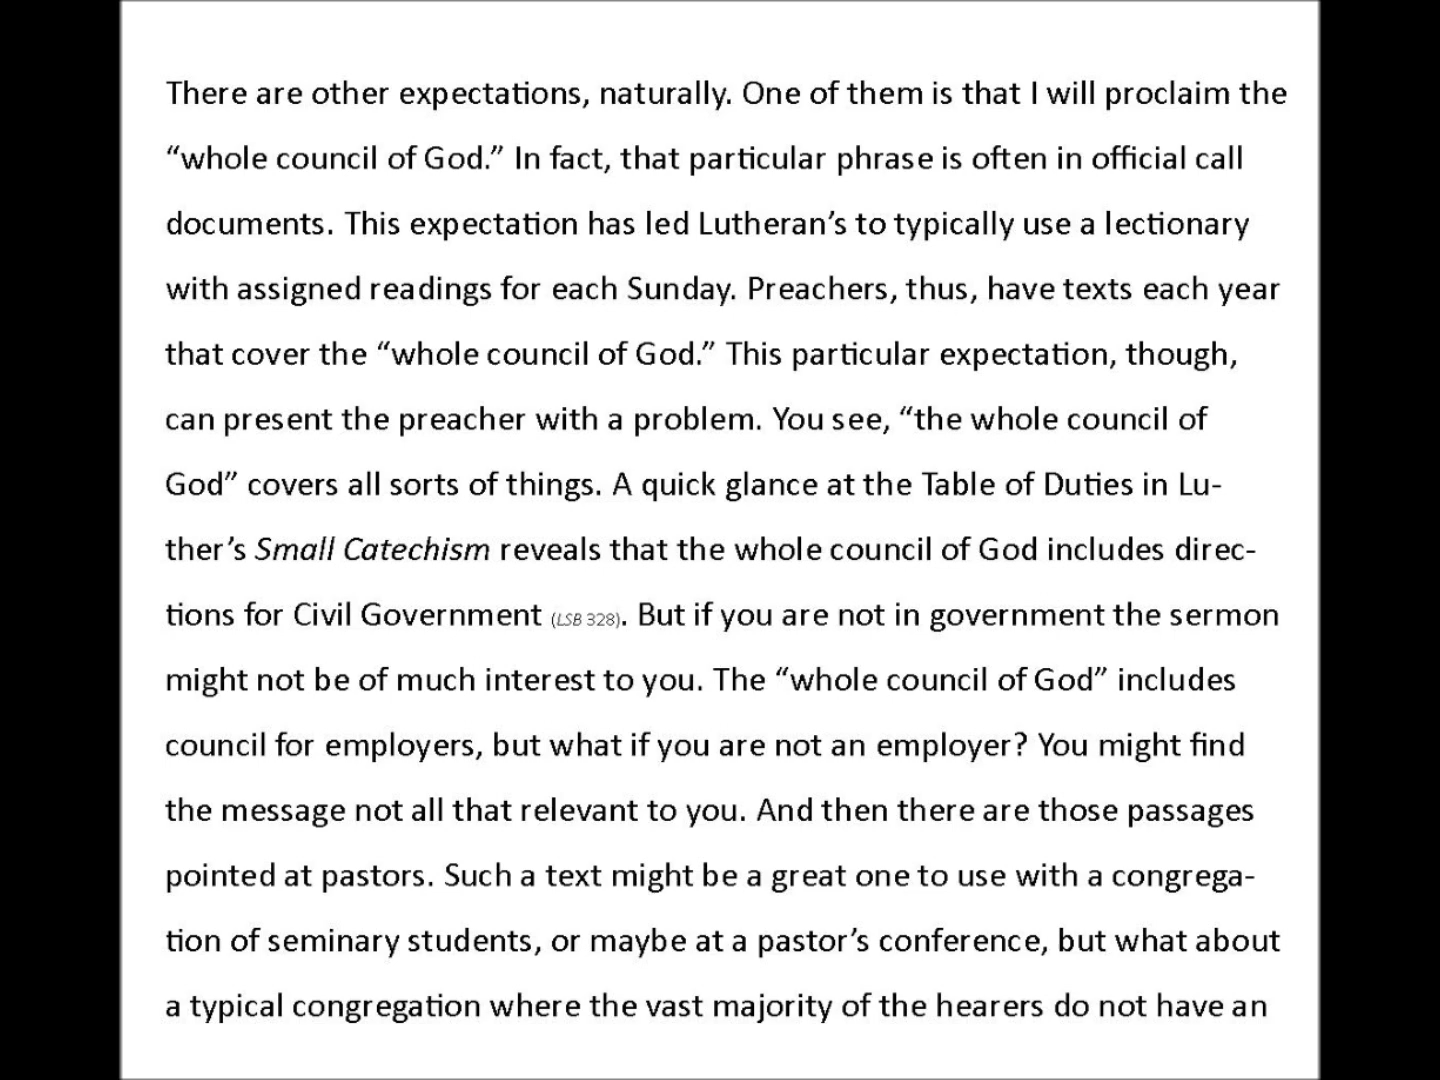 There are other expectations, naturally. One of them is that I will proclaim the
“whole council of God.” In fact, that particular phrase is often in official call
documents. This expectation has led Lutheran’s to typically use a lectionary
with assigned readings for each Sunday. Preachers, thus, have texts each year
that cover the “whole council of God.” This particular expectation, though,
can present the preacher with a problem. You see, “the whole council of
God” covers all sorts of things. A quick glance at the Table of Duties in Lu-
ther’s Small Catechism reveals that the whole council of God includes direc-
tions for Civil Government (LSB 328). But if you are not in government the sermon
might not be of much interest to you. The “whole council of God” includes
council for employers, but what if you are not an employer? You might find
the message not all that relevant to you. And then there are those passages
pointed at pastors. Such a text might be a great one to use with a congrega-
tion of seminary students, or maybe at a pastor’s conference, but what about
a typical congregation where the vast majority of the hearers do not have an